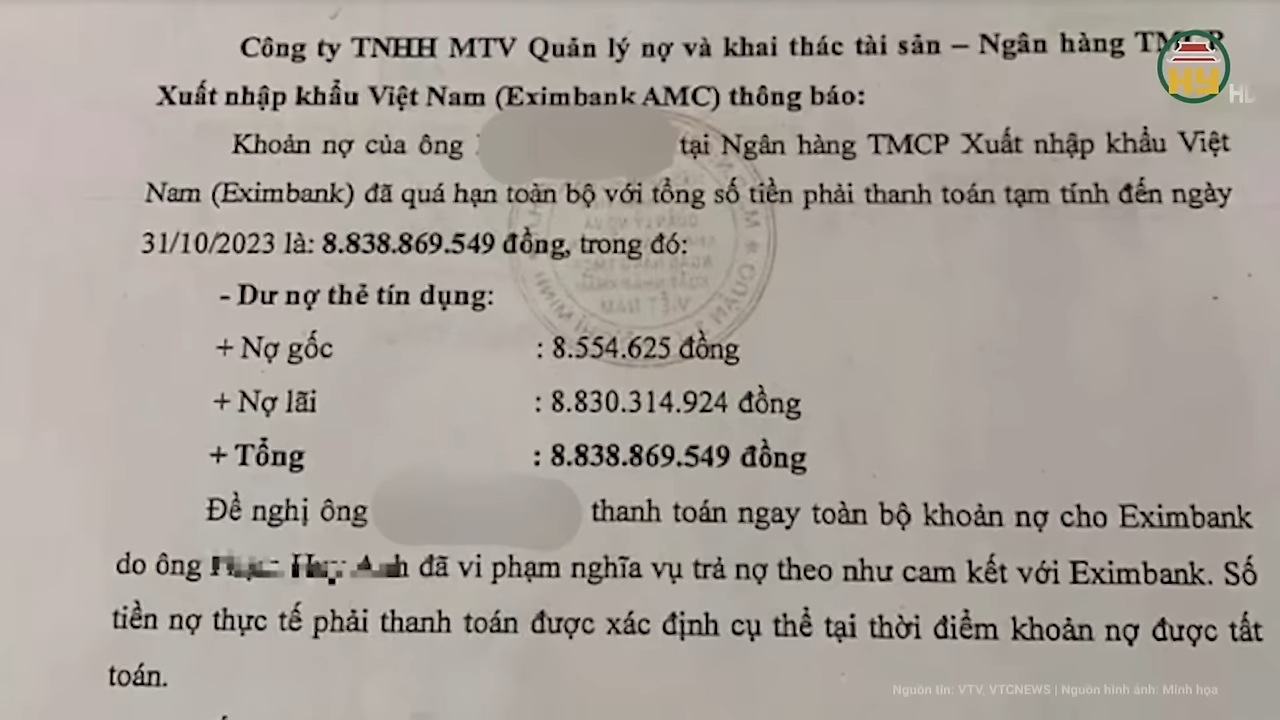 Công ty TNHH MTV Quản lý nợ và khai thác tài sản – Ngân hàng TMCP
Xuất nhập khẩu Việt Nam (Eximbank AMC) thông báo:
HY
Khoản nợ của ông tại Ngân hàng TMCP Xuất nhập khẩu Việt
Nam (Eximbank) đã quá hạn toàn bộ với tổng số tiền phải thanh toán tạm tính đến ngày
31/10/2023 là: 8.838.869.549 đồng, trong đó:
- Dư nợ thẻ tín dụng:
+ Nợ gốc : 8.554.625 đồng
+ Nợ lãi : 8.830.314.924 đồng
+ Tổng : 8.838.869.549 đồng
Đề nghị ông thanh toán ngay toàn bộ khoản nợ cho Eximbank
do ông đã vi phạm nghĩa vụ trả nợ theo như cam kết với Eximbank. Số
tiền nợ thực tế phải thanh toán được xác định cụ thể tại thời điểm khoản nợ được tất
toán.
Nguồn tin: VTV, VTCNEWS | Nguồn hình ảnh: Minh họa